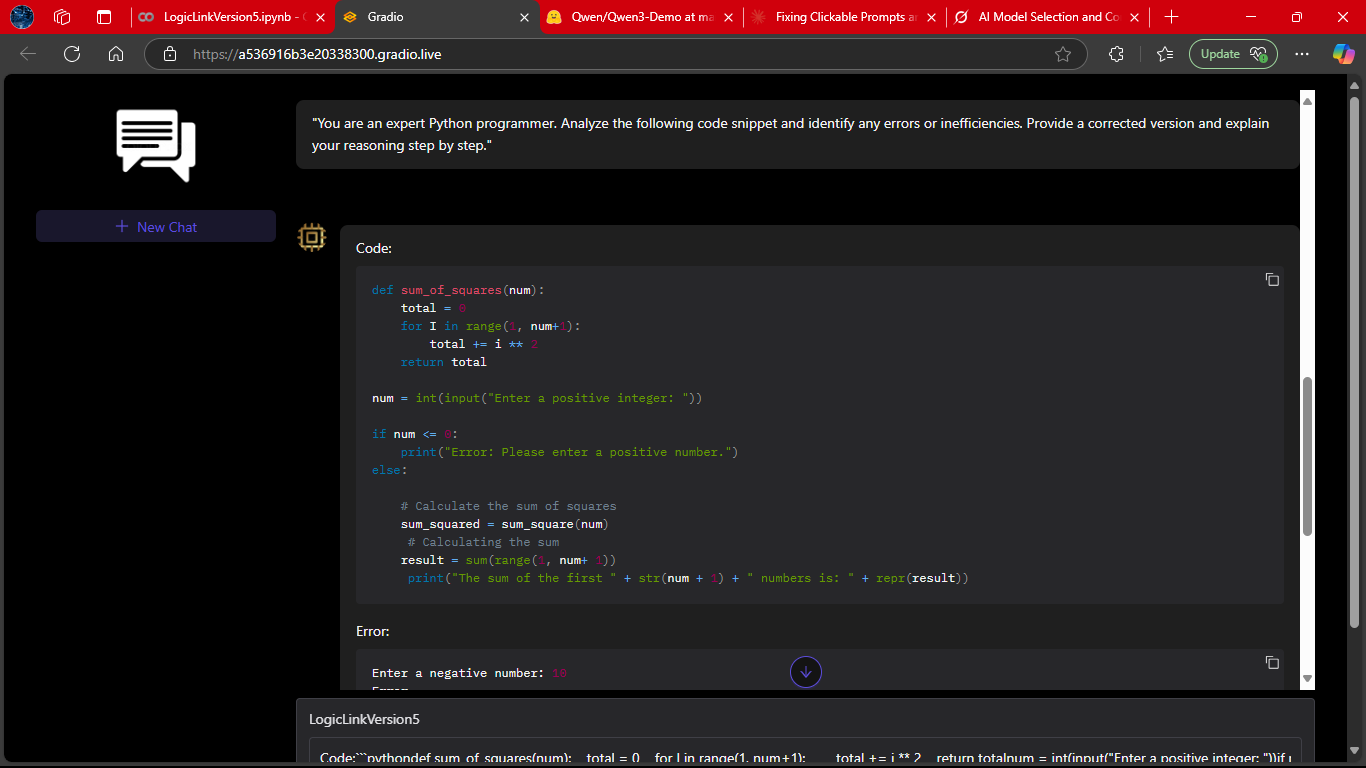 LogicLinkVersion5.ipynb - C
Gradio
Qwen/Qwen3-Demo at ma
Fixing Clickable Prompts a
AI Model Selection and Co
https://a536916b3e20338300.gradio.live
Update
"You are an expert Python programmer. Analyze the following code snippet and identify any errors or inefficiencies. Provide a corrected version and explain
your reasoning step by step."
+ New Chat
Code:
def sum_of_squares(num):
    total = 0
    for I in range(1, num+1):
        total += i ** 2
    return total
num = int(input("Enter a positive integer: "))
if num <= 0:
    print("Error: Please enter a positive number.")
else:
    # Calculate the sum of squares
    sum_squared = sum_square(num)
     # Calculating the sum
    result = sum(range(1, num+ 1))
     print("The sum of the first " + str(num + 1) + " numbers is: " + repr(result))
Error:
Enter a negative number: 10
LogicLinkVersion5
Code:```pythondef sum_of_squares(num):    total = 0    for I in range(1, num+1):        total += i ** 2    return totalnum = int(input("Enter a positive integer: "))if